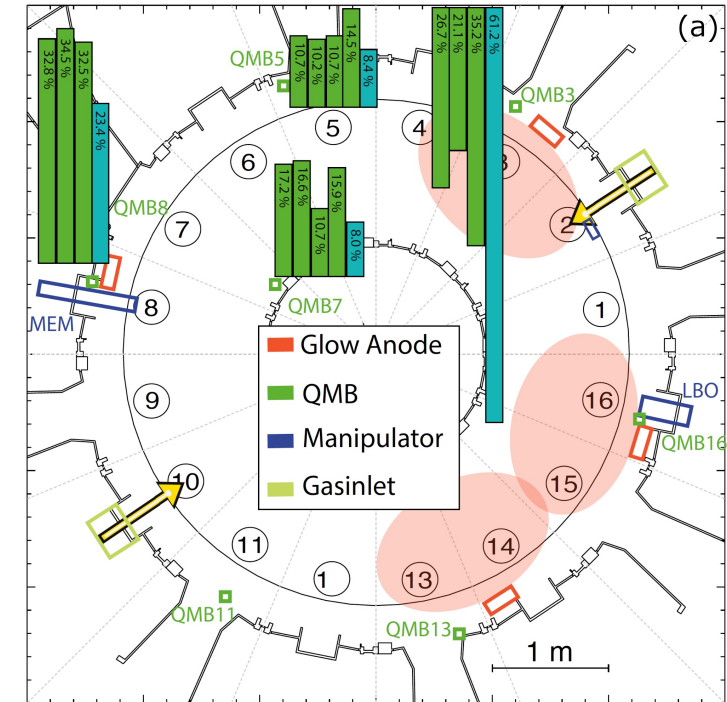 (a)
32.8 %
34.5 %
32.5 %
23.4 %
QMB5
10.7 %
10.2 %
10.7 %
14.5 %
8.4 %
26.7 %
21.1 %
35.2 %
61.2 %
QMB3
5
4
3
6
17.2 %
16.6 %
10.7 %
15.9 %
8.0 %
QMB8
7
2
QMB7
8
1
MEM
Glow Anode
QMB
Manipulator
Gasinlet
9
16
LBO
QMB16
10
15
11
14
1
13
QMB11
QMB13
1 m